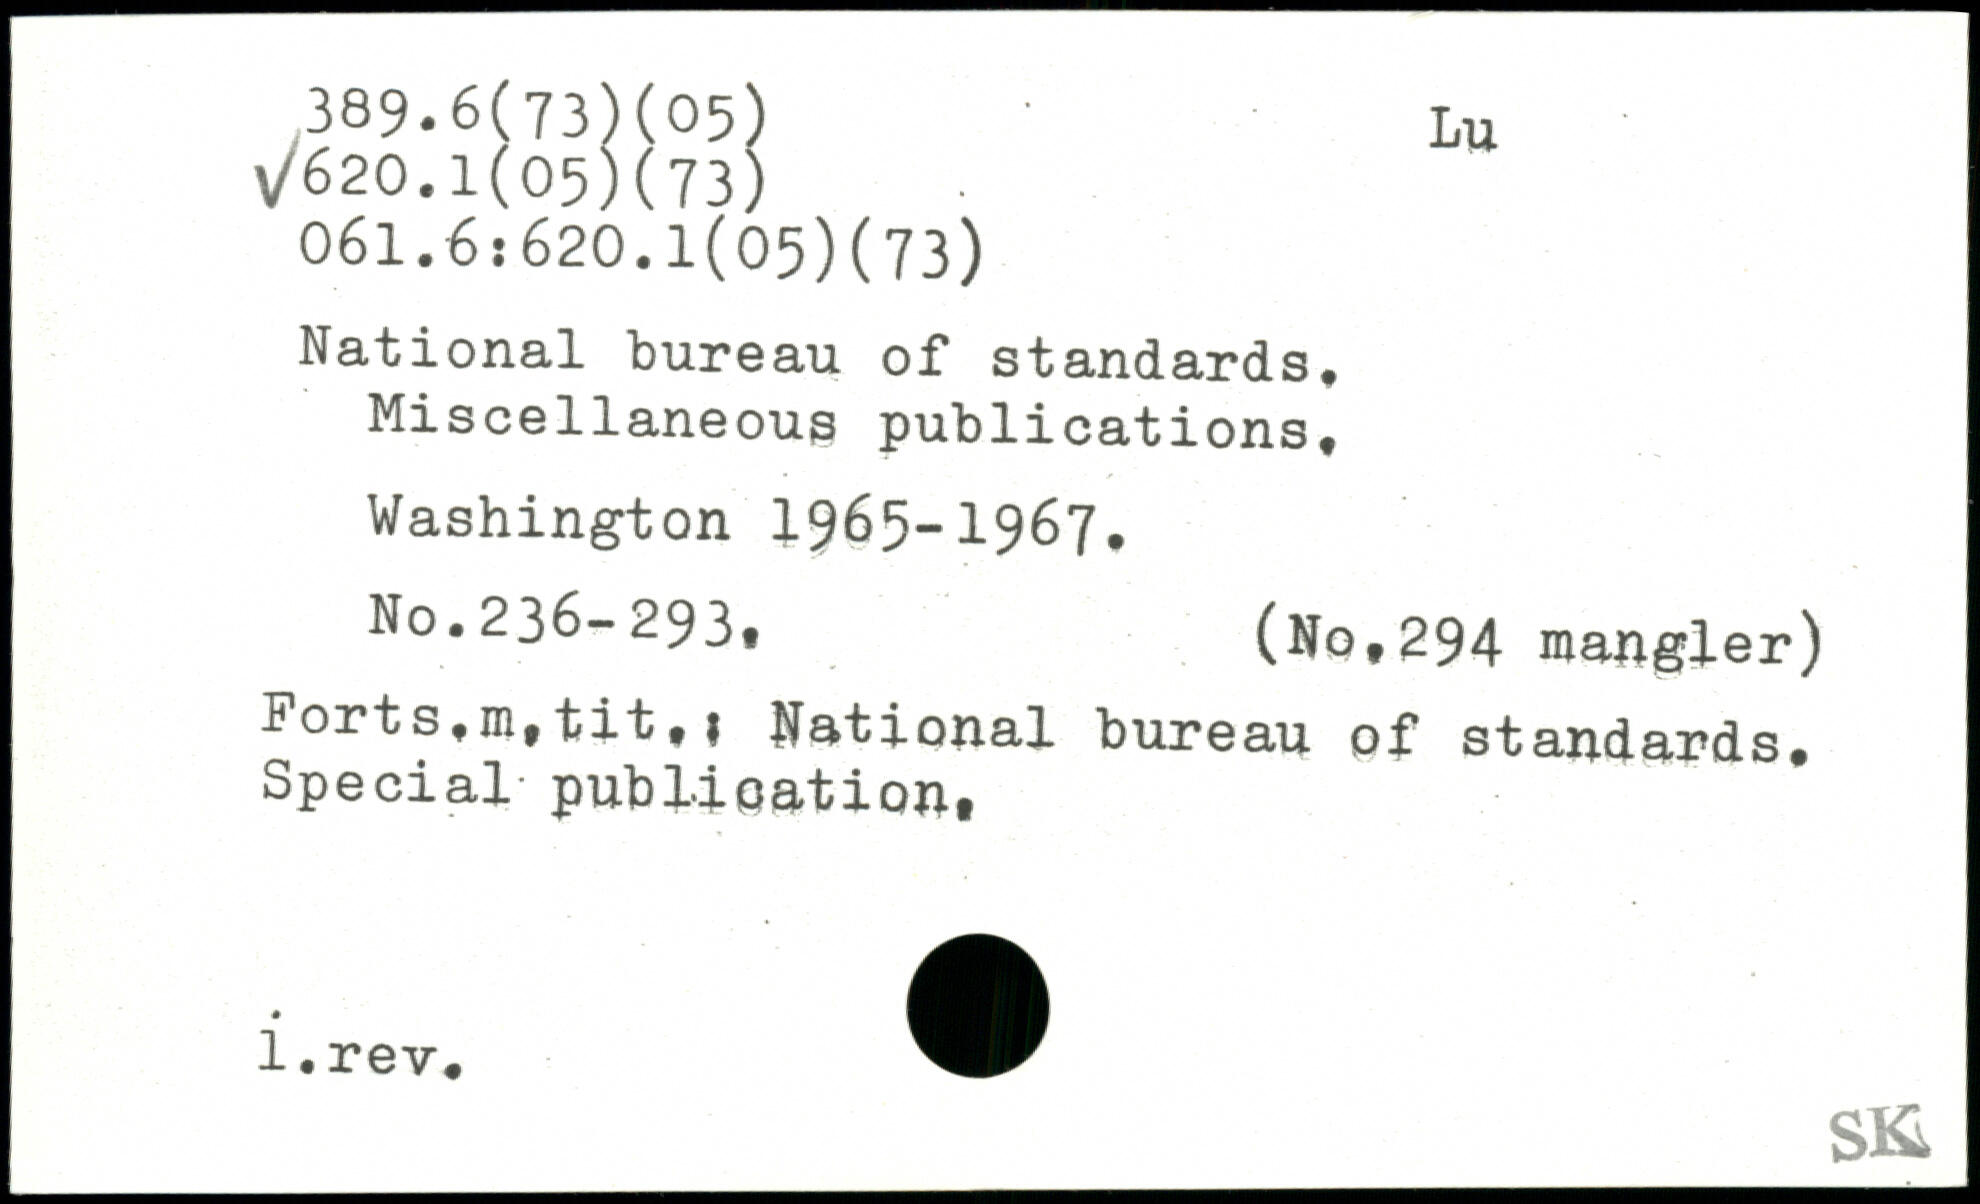 389.6(73)(05)
Lu
√620.1(05)(73)
061.6:620.1(05)(73)
National bureau of standards.
Miscellaneous publications.
Washington 1965-1967.
No.236-293.
(No.294 mangler)
Forts.m.tit.: National bureau of standards.
Special publication.
i.rev.
SK